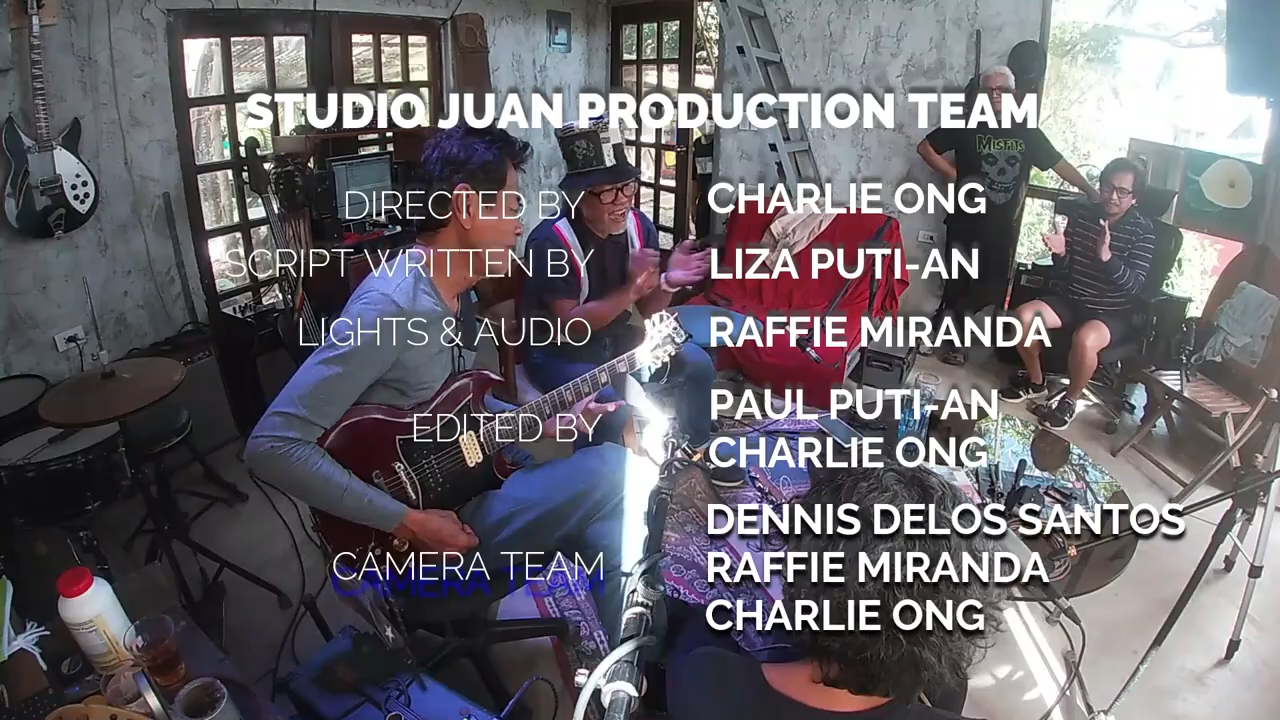 STUDIO JUAN PRODUCTION TEAM
DIRECTED BY CHARLIE ONG
SCRIPT WRITTEN BY LIZA PUTI-AN
LIGHTS & AUDIO RAFFIE MIRANDA
EDITED BY PAUL PUTI-AN
CHARLIE ONG
CAMERA TEAM DENNIS DELOS SANTOS
RAFFIE MIRANDA
CHARLIE ONG
MISFITS